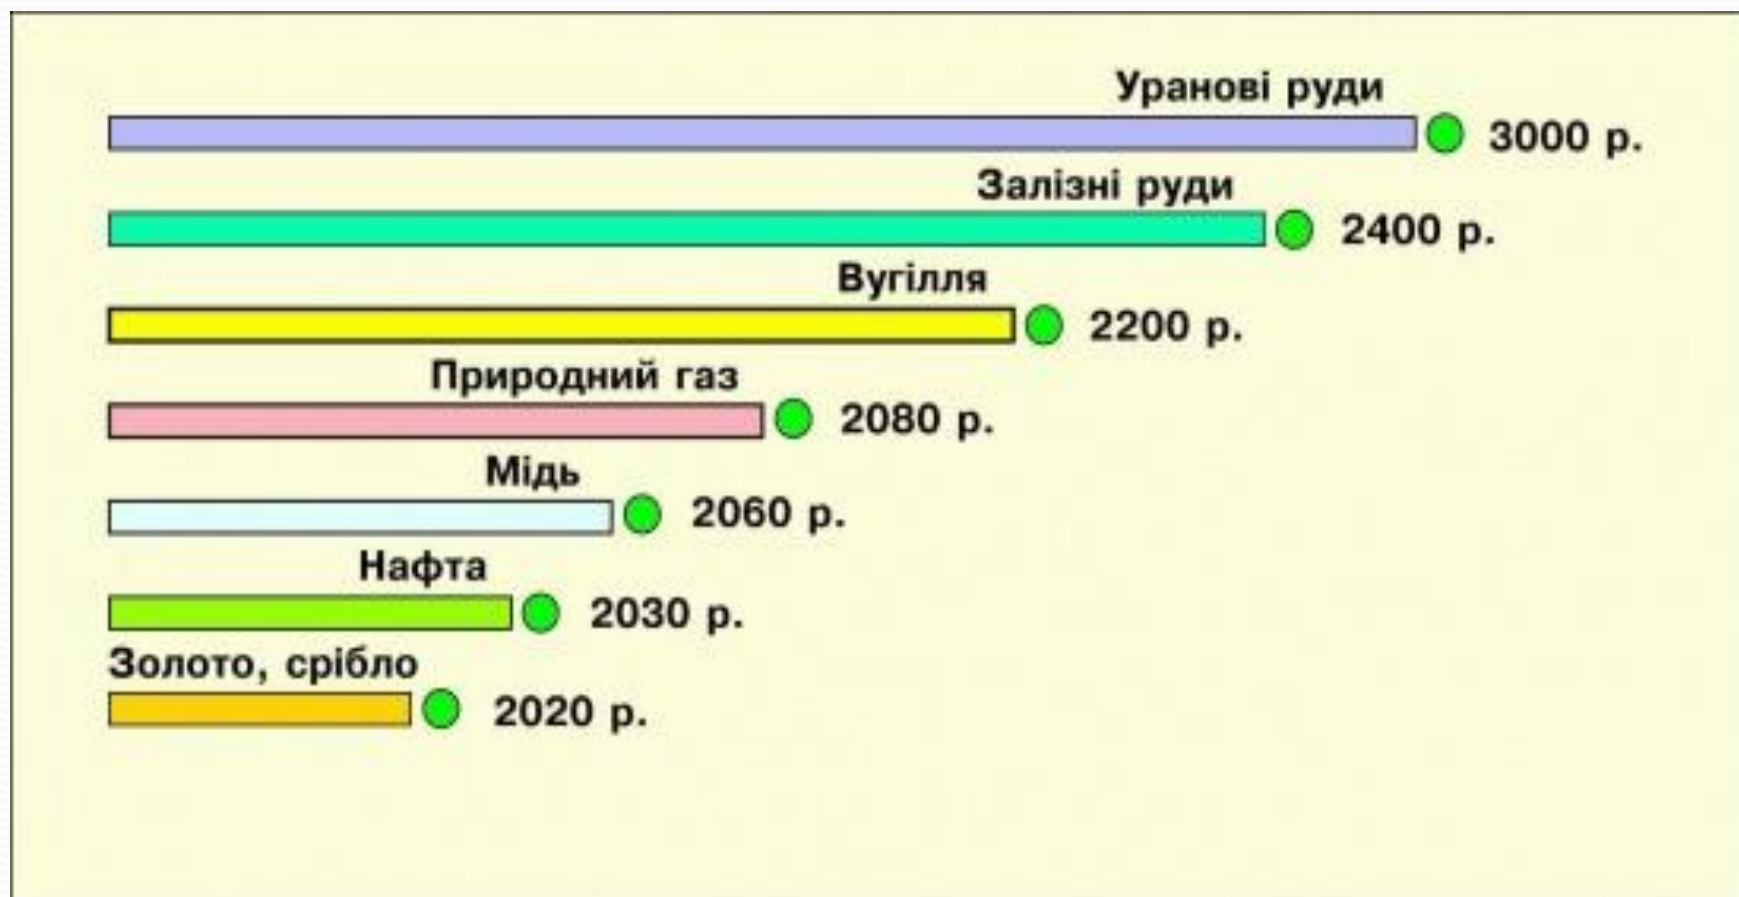 Уранові руди
3000 р.
Залізні руди
2400 р.
Вугілля
2200 р.
Природний газ
2080 р.
Мідь
2060 р.
Нафта
2030 р.
Золото, срібло
2020 р.